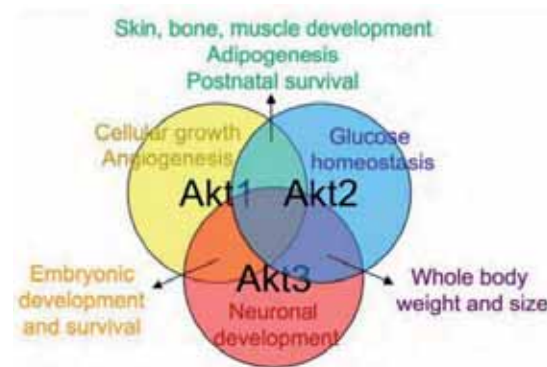 Skin, bone, muscle development
Adipogenesis
Postnatal survival
Cellular growth
Angiogenesis
Glucose
homeostasis
Akt1
Akt2
Akt3
Neuronal
development
Embryonic
development
and survival
Whole body
weight and size